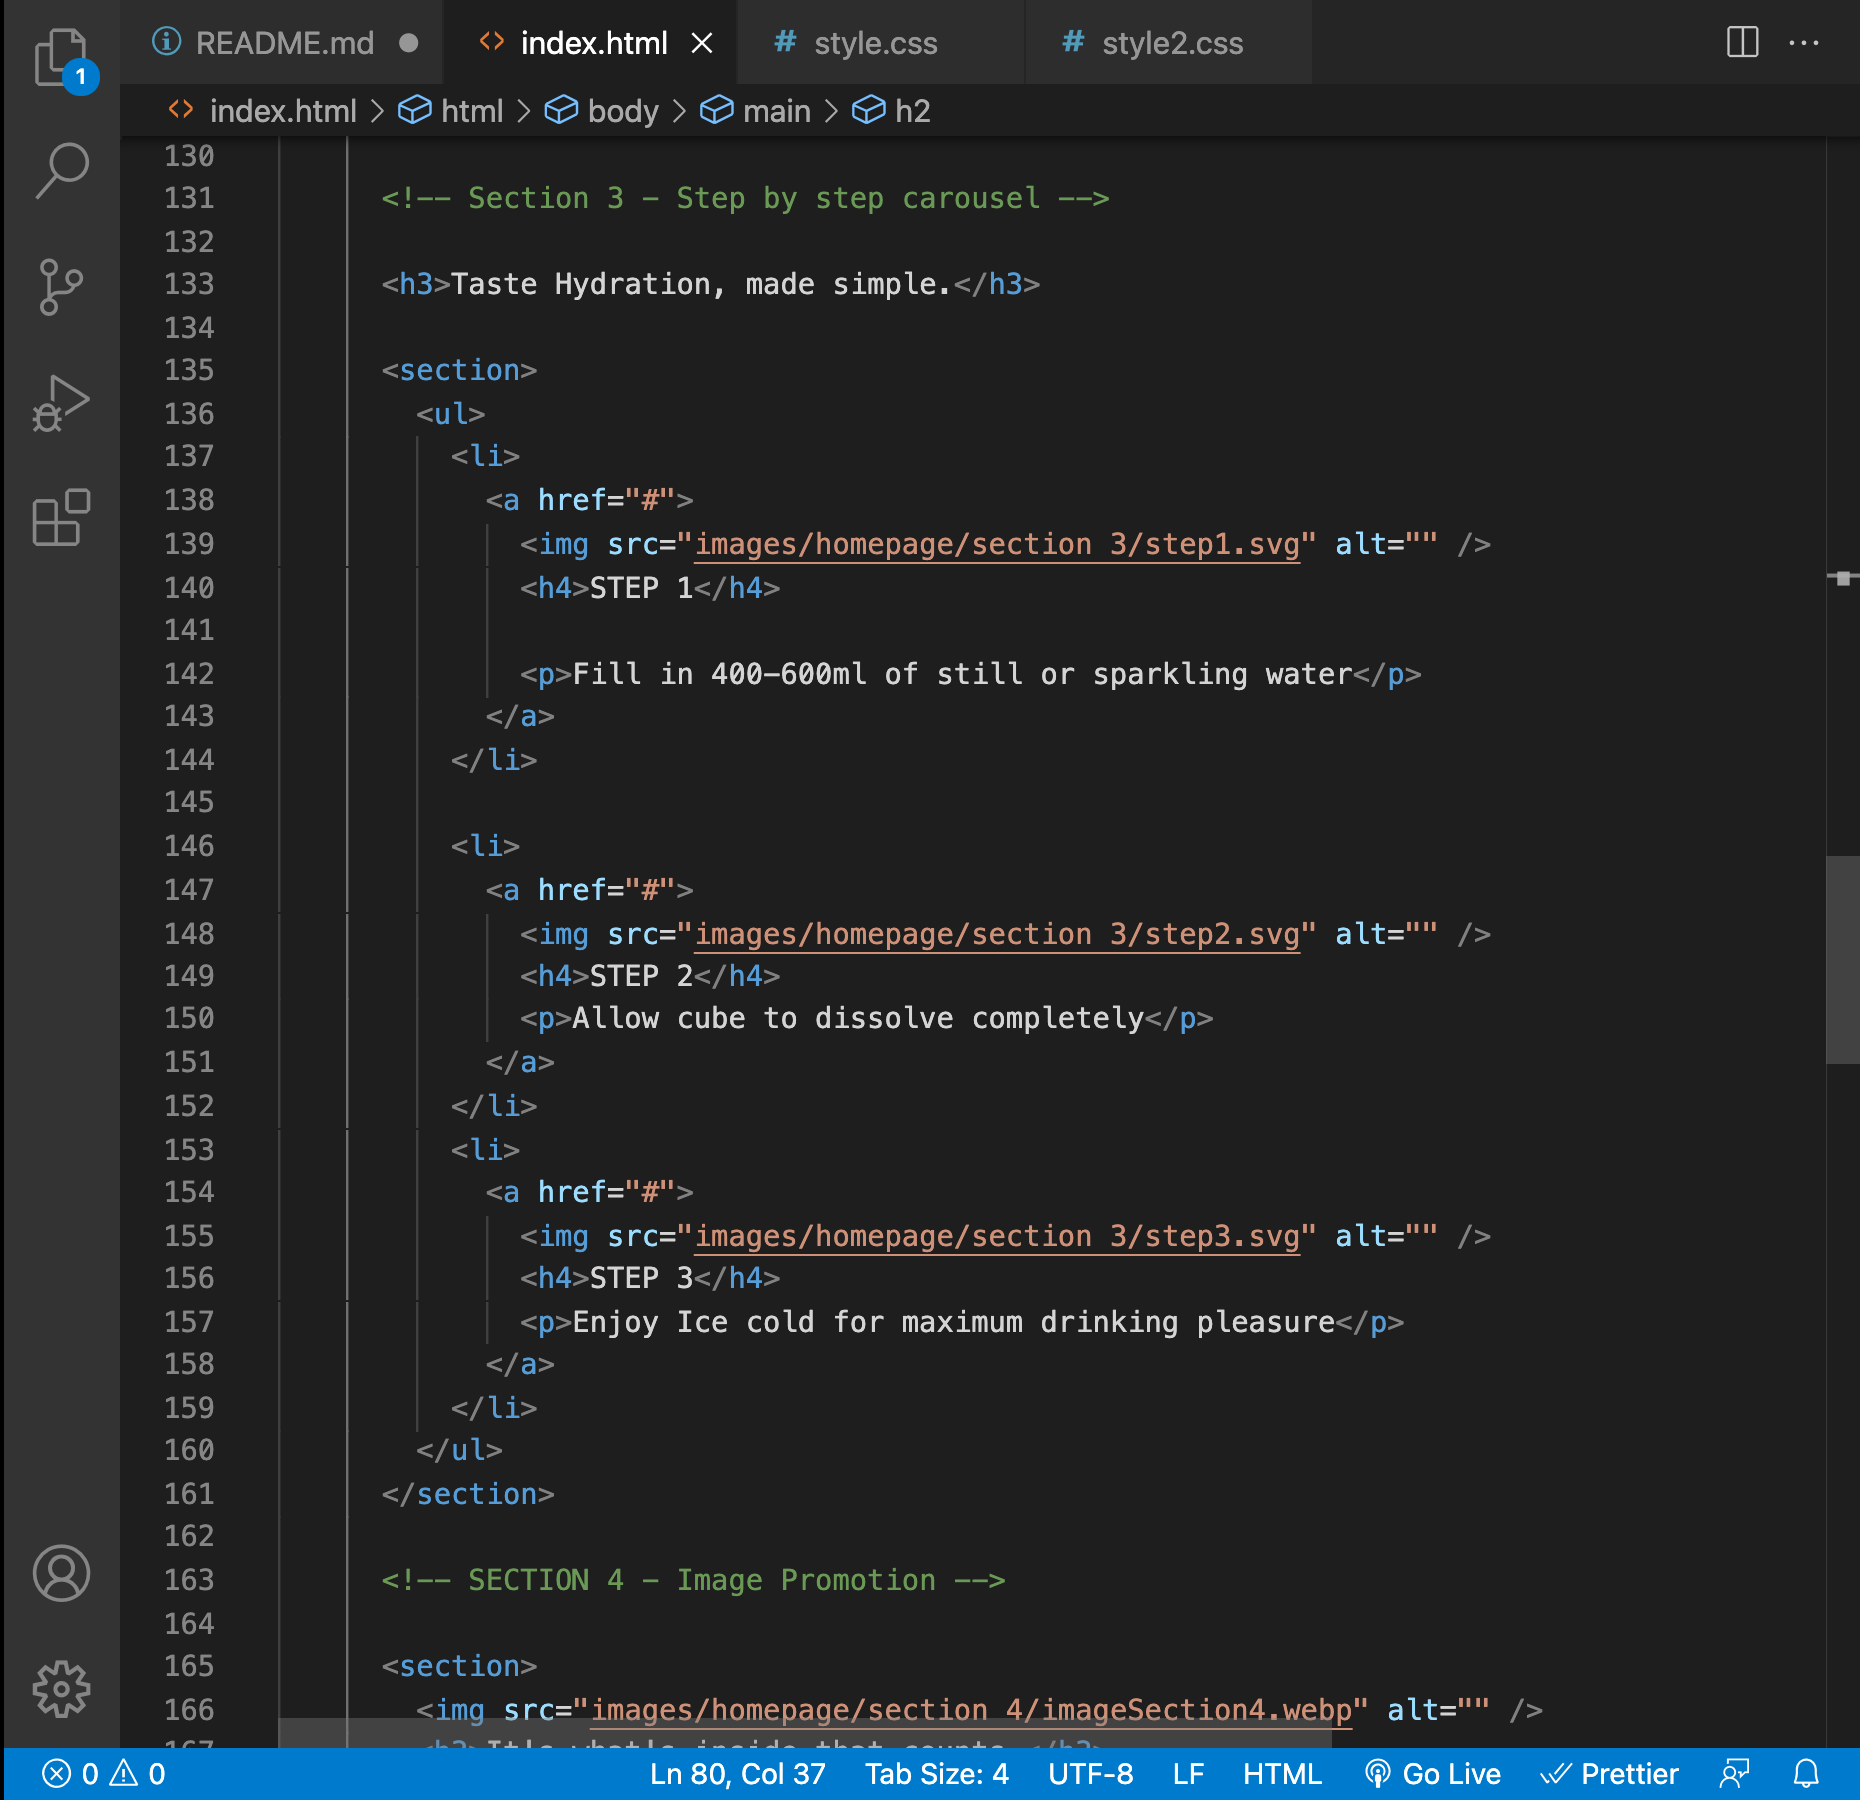 README.md
index.html
# style.css
# style2.css
1
index.html > html > body > main > h2
130
131 <!-- Section 3 - Step by step carousel -->
132
133 <h3>Taste Hydration, made simple.</h3>
134
135 <section>
136 <ul>
137 <li>
138 <a href="#">
139 <img src="images/homepage/section 3/step1.svg" alt="" />
140 <h4>STEP 1</h4>
141
142 <p>Fill in 400-600ml of still or sparkling water</p>
143 </a>
144 </li>
145
146 <li>
147 <a href="#">
148 <img src="images/homepage/section 3/step2.svg" alt="" />
149 <h4>STEP 2</h4>
150 <p>Allow cube to dissolve completely</p>
151 </a>
152 </li>
153 <li>
154 <a href="#">
155 <img src="images/homepage/section 3/step3.svg" alt="" />
156 <h4>STEP 3</h4>
157 <p>Enjoy Ice cold for maximum drinking pleasure</p>
158 </a>
159 </li>
160 </ul>
161 </section>
162
163 <!-- SECTION 4 - Image Promotion -->
164
165 <section>
166 <img src="images/homepage/section 4/imageSection4.webp" alt="" />
167 It's what's inside that counts
0 0 Ln 80, Col 37 Tab Size: 4 UTF-8 LF HTML Go Live Prettier